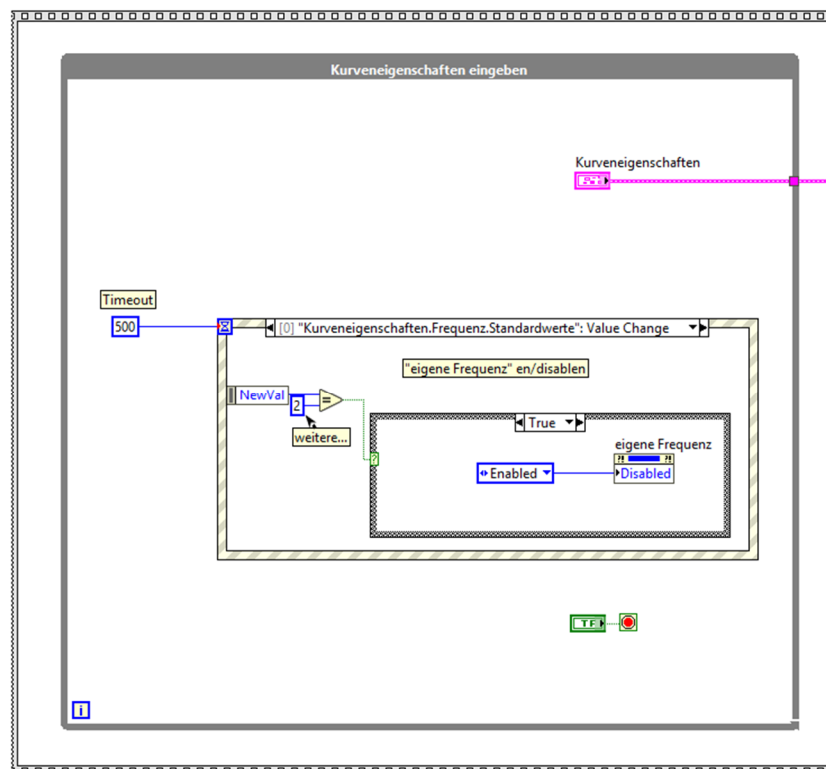 Kurveneigenschaften eingeben
Kurveneigenschaften
Timeout
500
[0] "Kurveneigenschaften.Frequenz.Standardwerte": Value Change
"eigene Frequenz" en/disablen
NewVal
2
=
weitere...
True
?
eigene Frequenz
Enabled
Disabled
TF
i